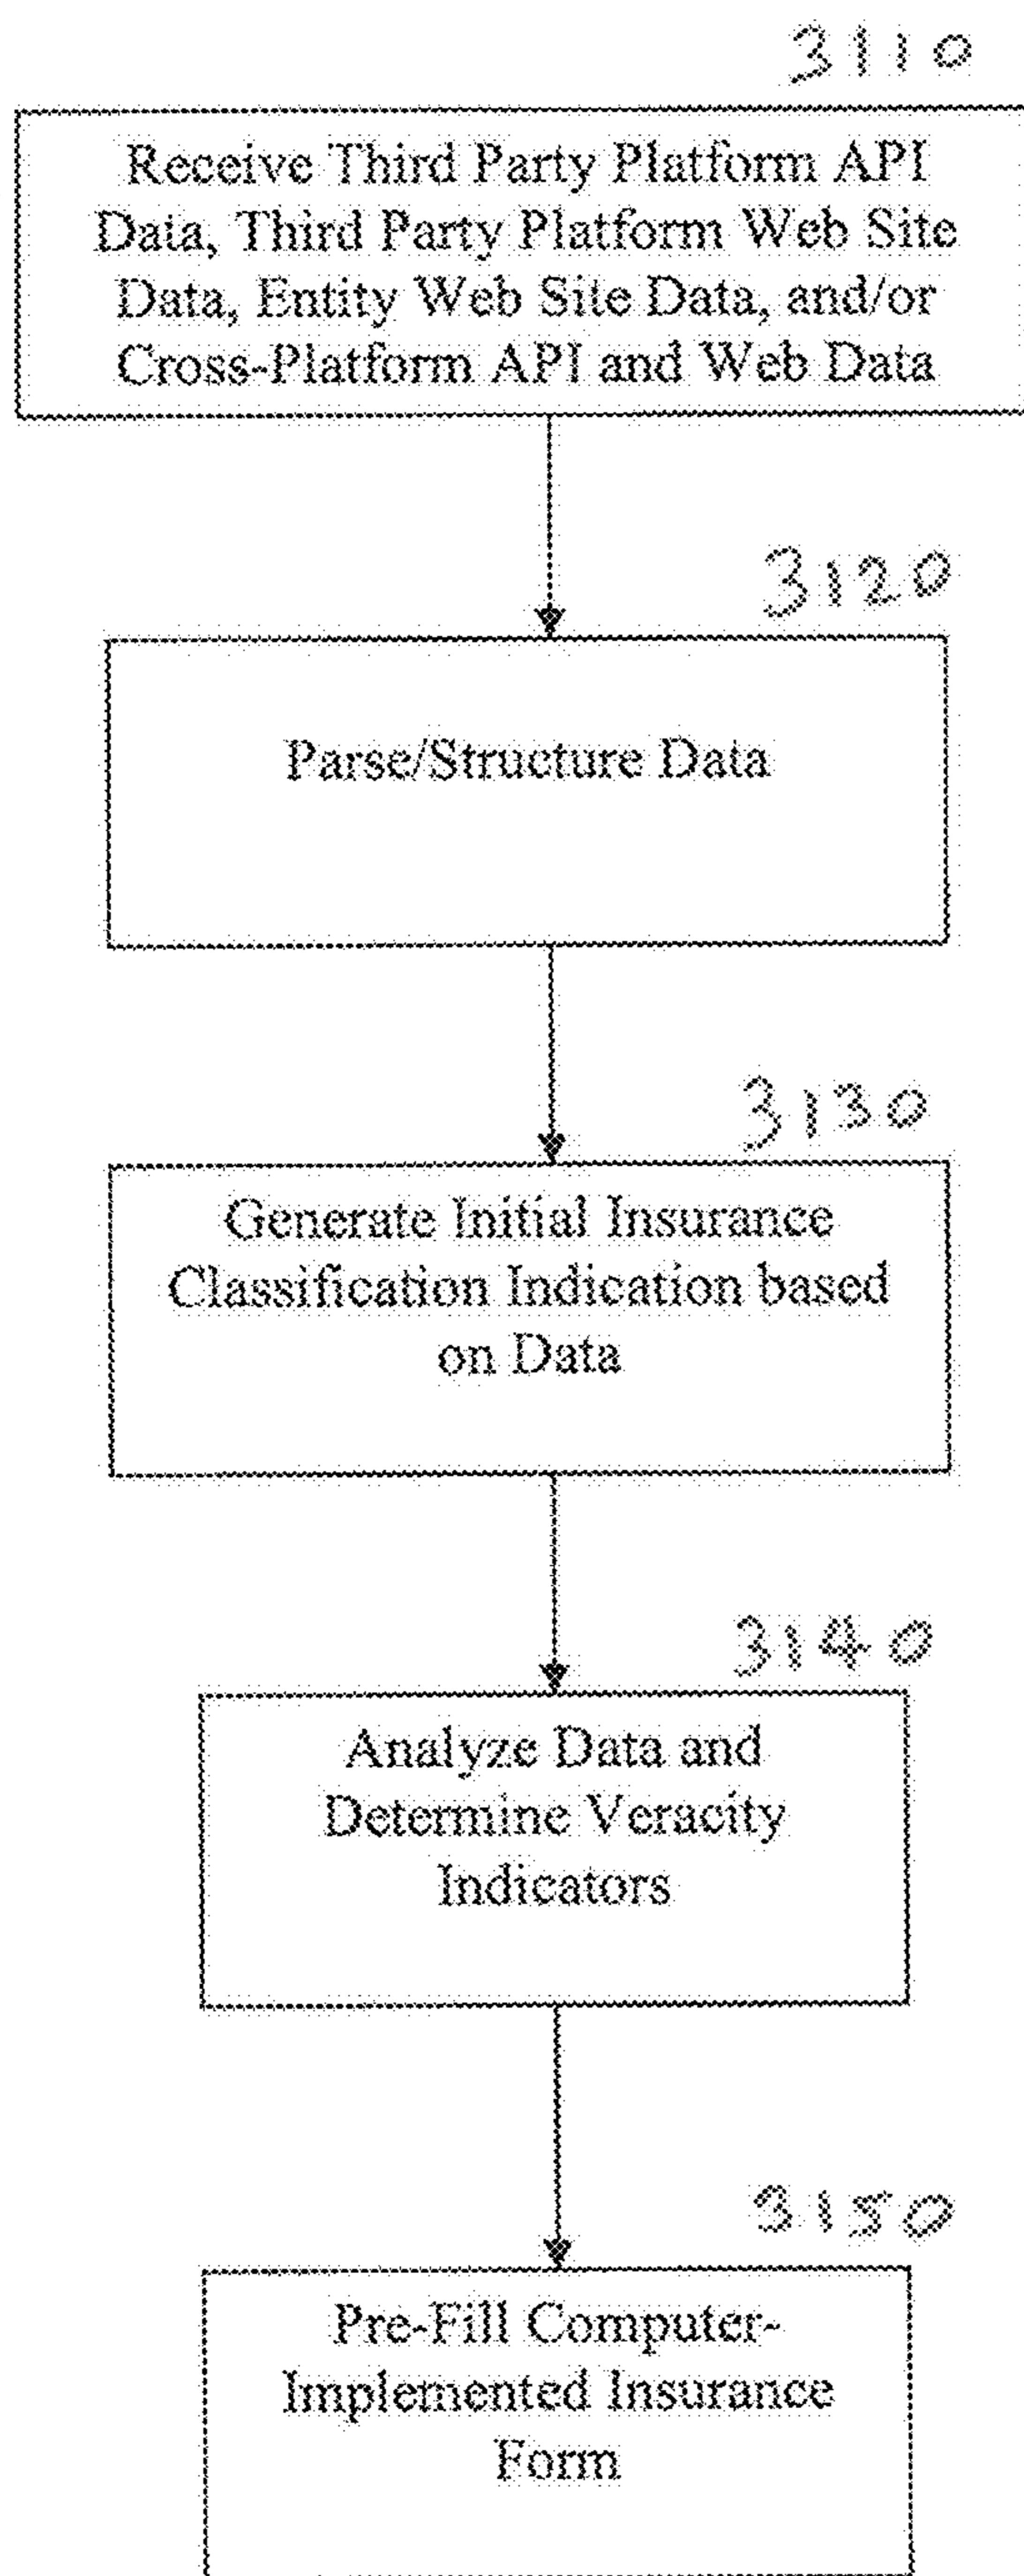 3110
Receive Third Party Platform API
Data, Third Party Platform Web Site
Data, Entity Web Site Data, and/or
Cross-Platform API and Web Data
3120
Parse/Structure Data
3130
Generate Initial Insurance
Classification Indication based
on Data
3140
Analyze Data and
Determine Veracity
Indicators
3150
Pre-Fill Computer-
Implemented Insurance
Form